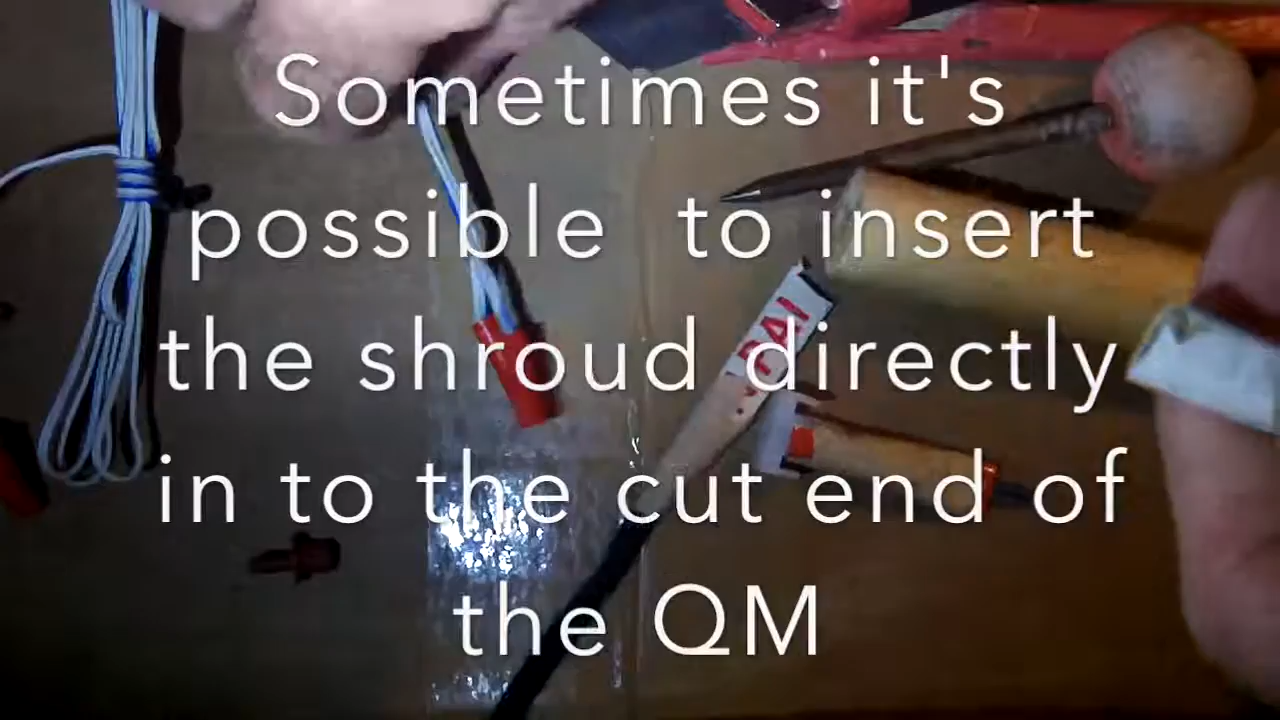 Sometimes it's
possible to insert
the shroud directly
in to the cut end of
the QM